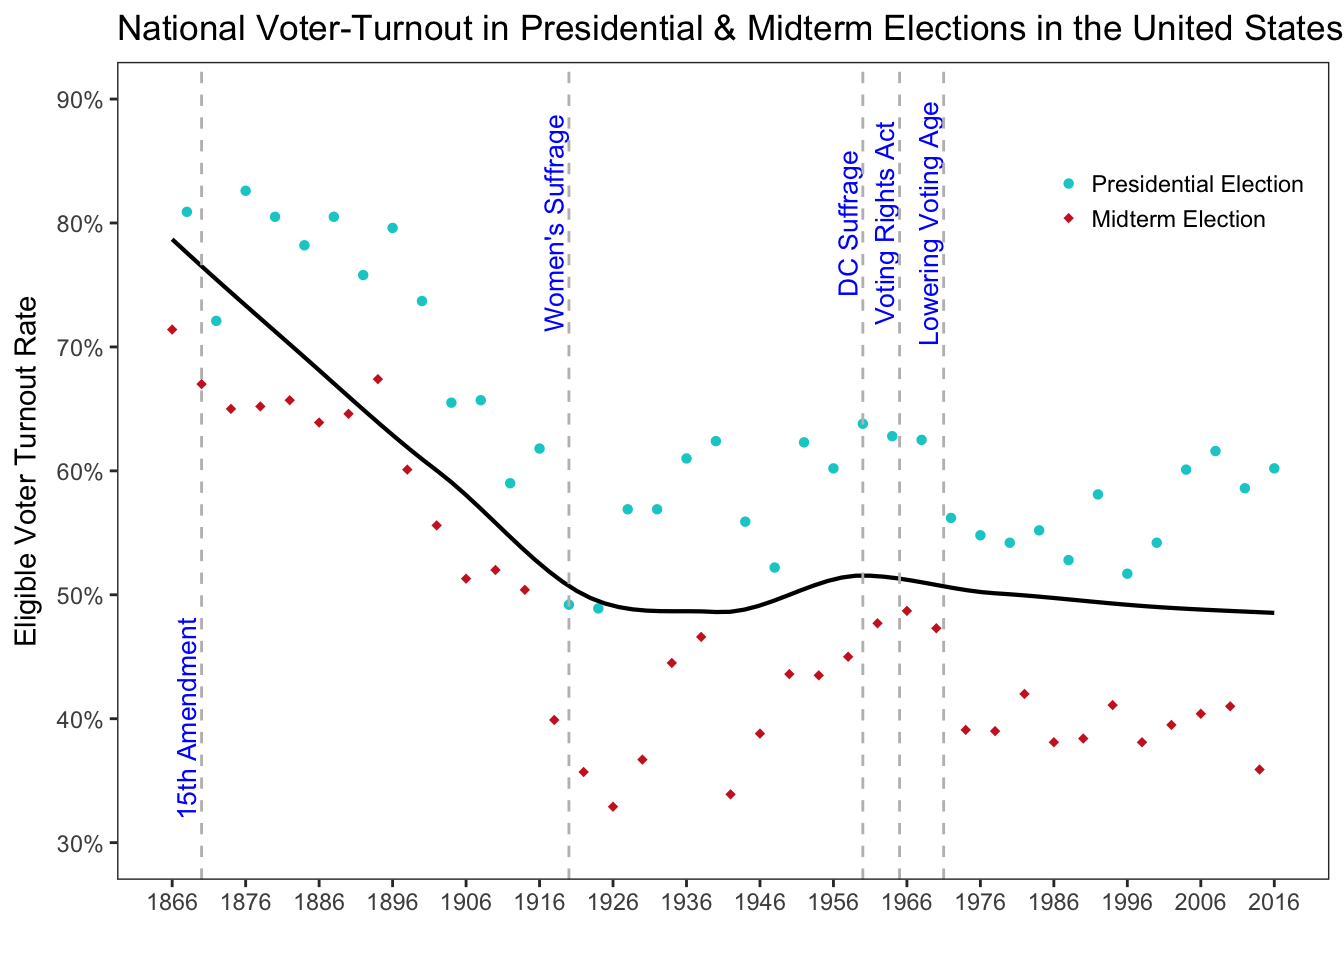 National Voter-Turnout in Presidential & Midterm Elections in the United States
Eligible Voter Turnout Rate
90%
80%
70%
60%
50%
40%
30%
15th Amendment
Women's Suffrage
DC Suffrage
Voting Rights Act
Lowering Voting Age
Presidential Election
Midterm Election
1866 1876 1886 1896 1906 1916 1926 1936 1946 1956 1966 1976 1986 1996 2006 2016